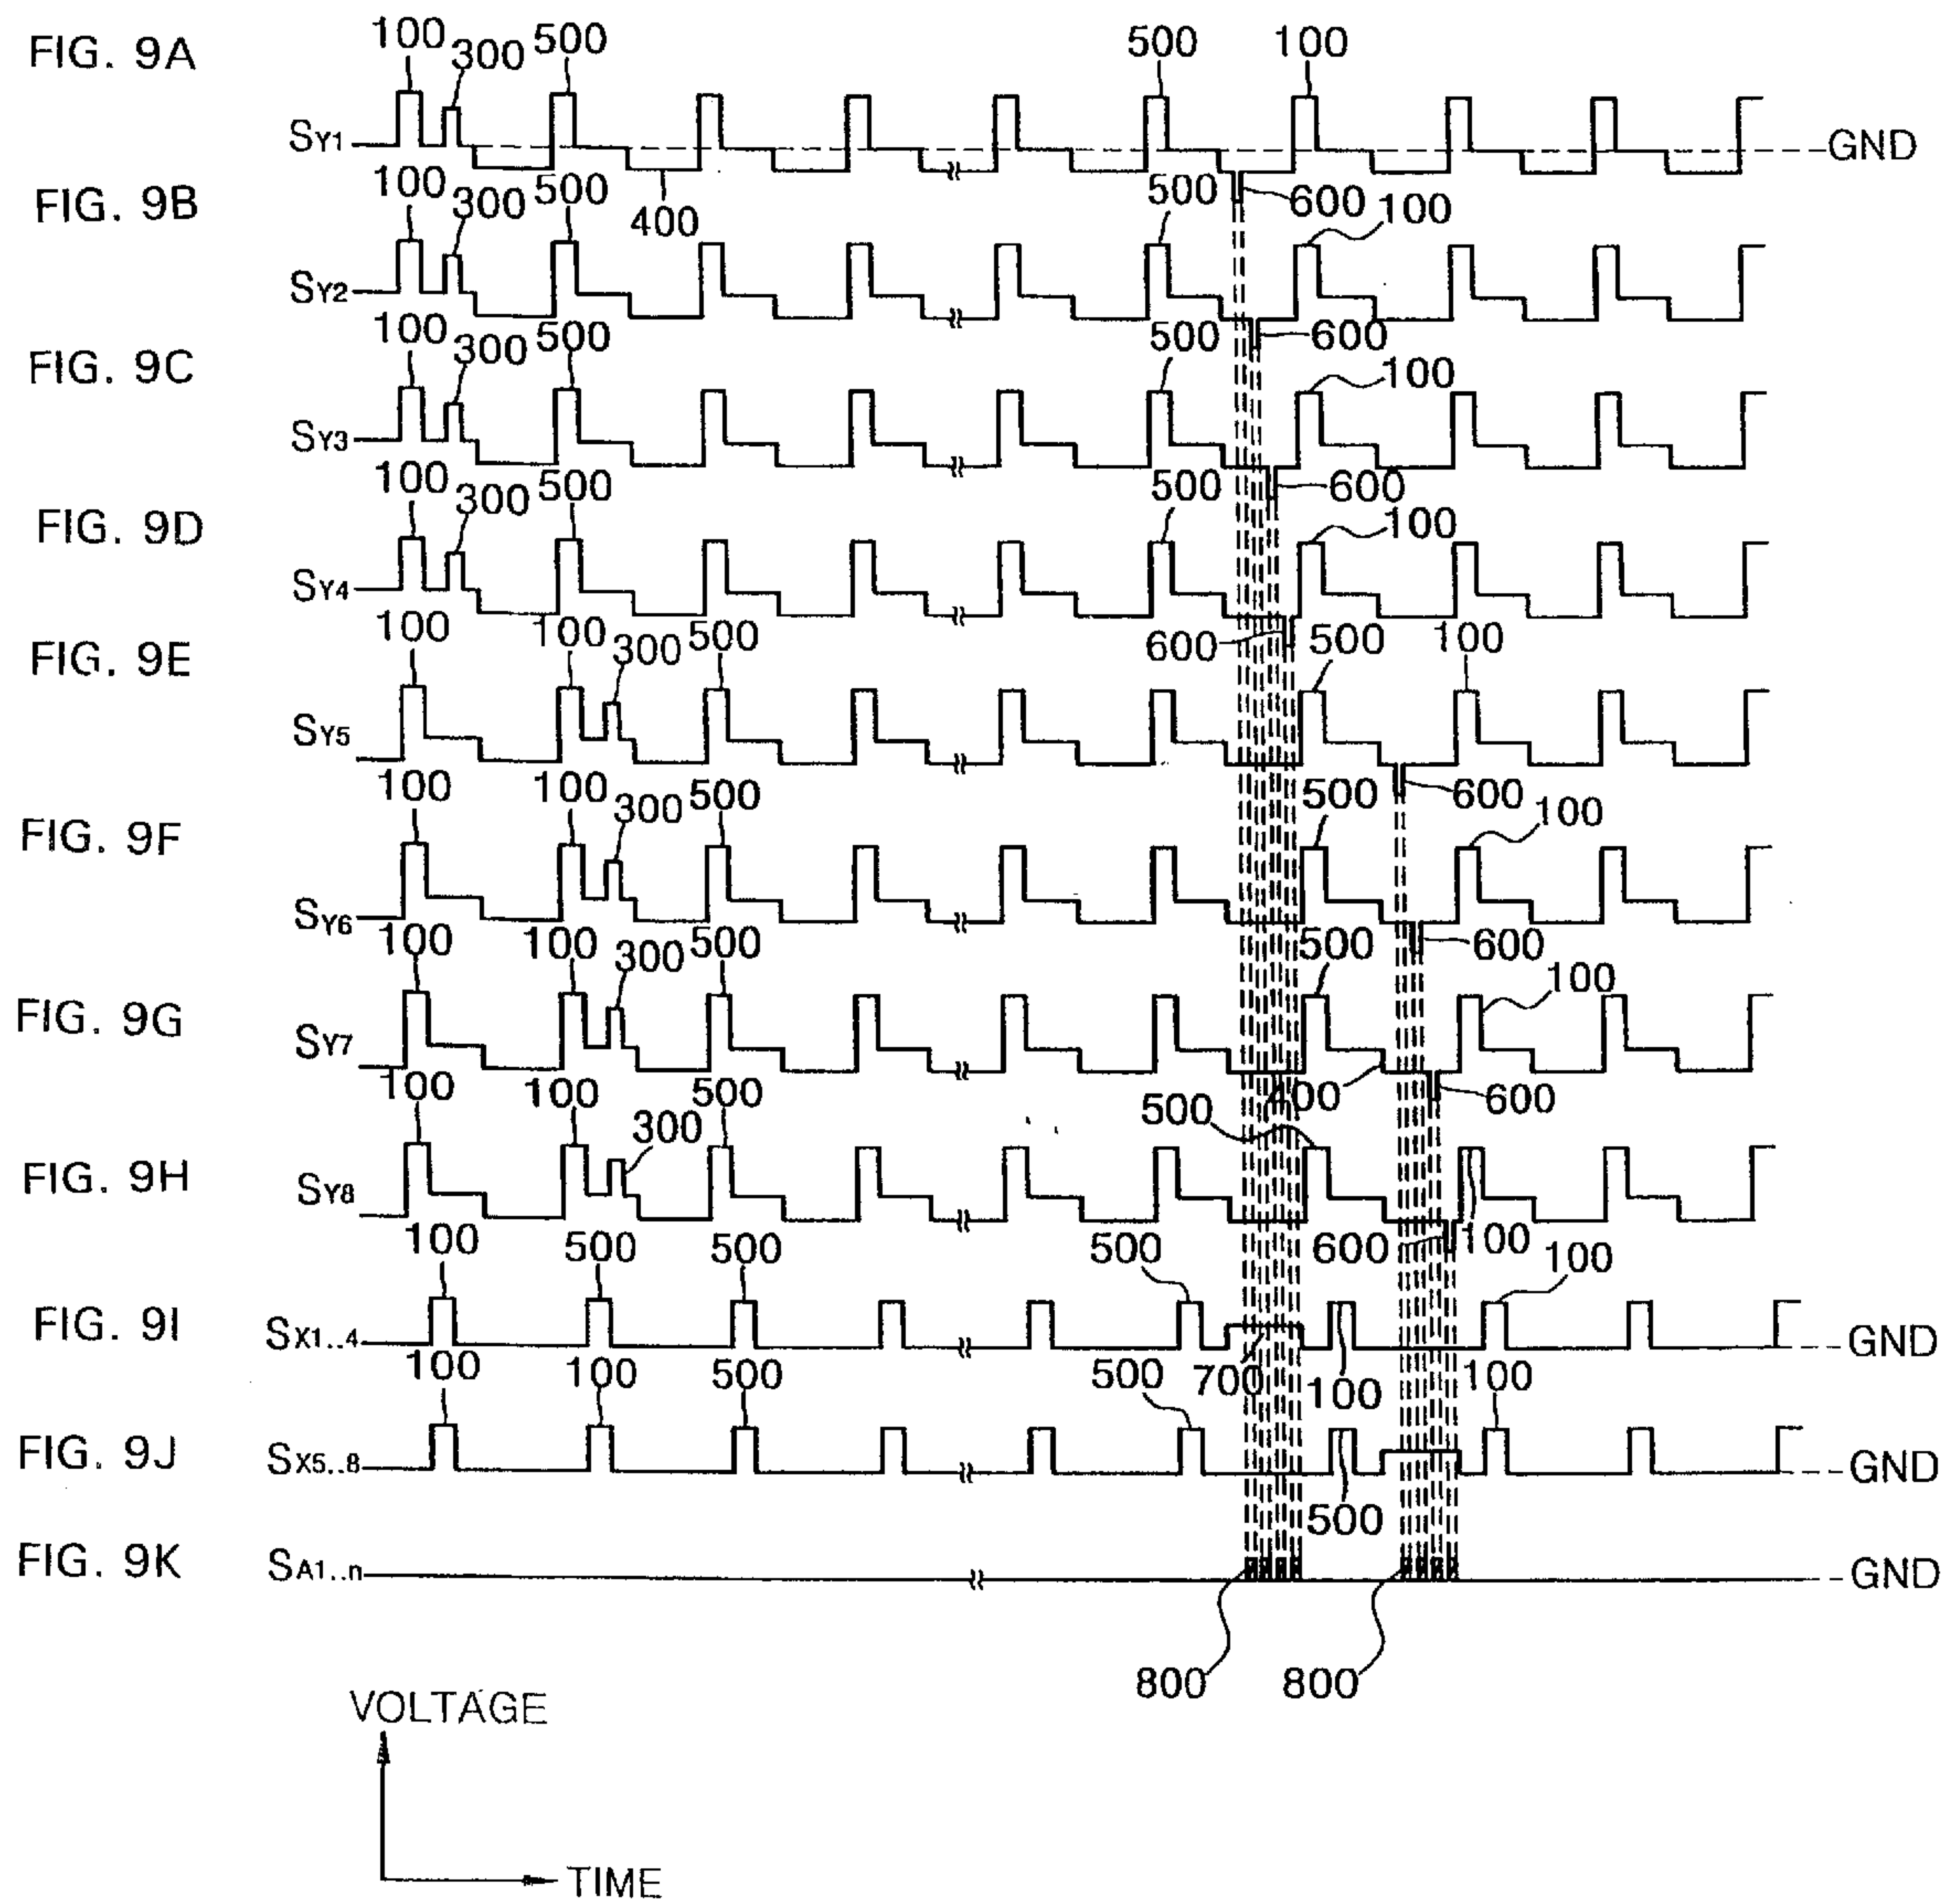 FIG. 9A
100 300 500 500 100
SY1 GND
100 300 500 400 500 600 100
FIG. 9B
SY2
100 300 500 500 600 100
FIG. 9C
SY3
100 300 500 500 600 100
FIG. 9D
SY4
100 100 300 500 600 500 100
FIG. 9E
SY5
100 100 300 500 500 600 100
FIG. 9F
SY6
100 100 300 500 500 600 100
FIG. 9G
SY7
100 100 300 500 500 400 600
FIG. 9H
SY8
100 500 500 500 600 100 100
FIG. 9I
SX1..4 GND
100 100 500 500 700 100 100
FIG. 9J
SX5..8 GND
500
FIG. 9K
SA1..n GND
800 800
VOLTAGE
TIME